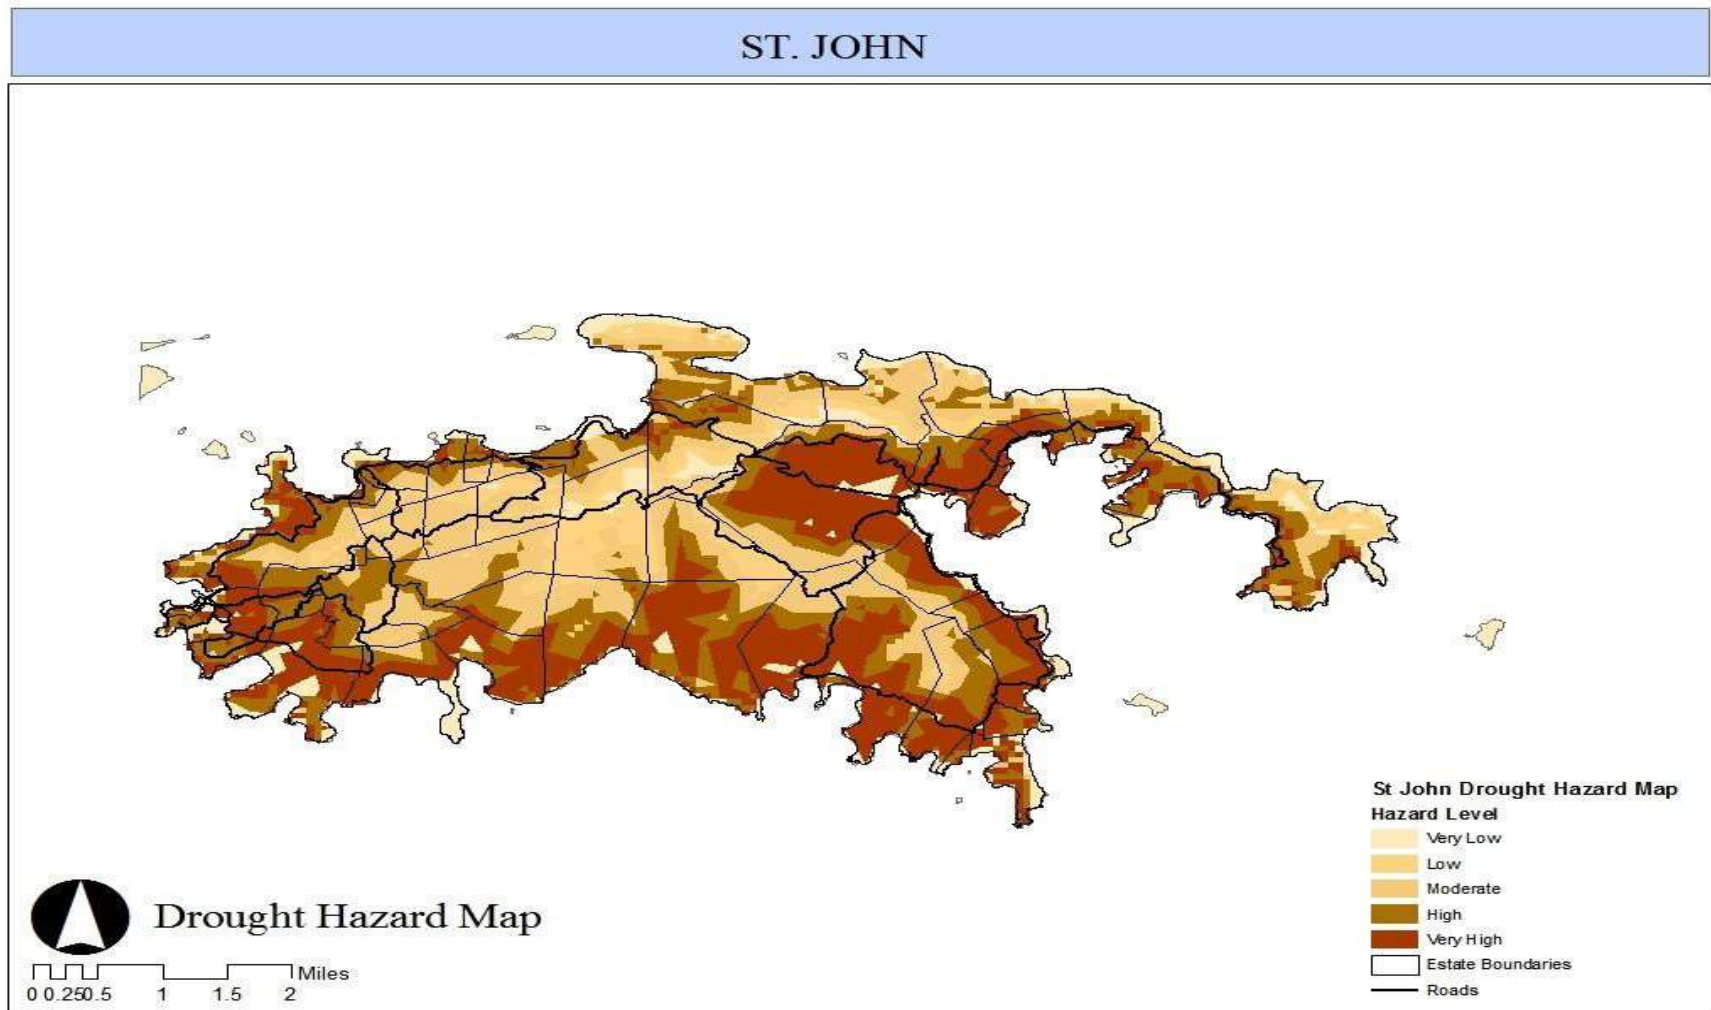 ST. JOHN
St John Drought Hazard Map
Hazard Level
Very Low
Low
Moderate
High
Very High
Estate Boundaries
Roads
Drought Hazard Map
Miles
0 0.25 0.5 1 1.5 2